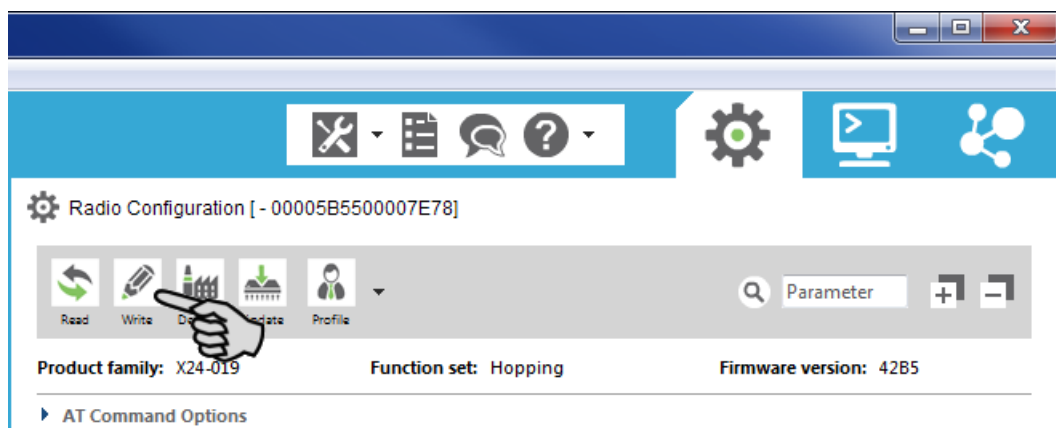 Radio Configuration [ - 00005B5500007E78]
Parameter
Read Write Profile
Product family: X24-019 Function set: Hopping Firmware version: 42B5
AT Command Options